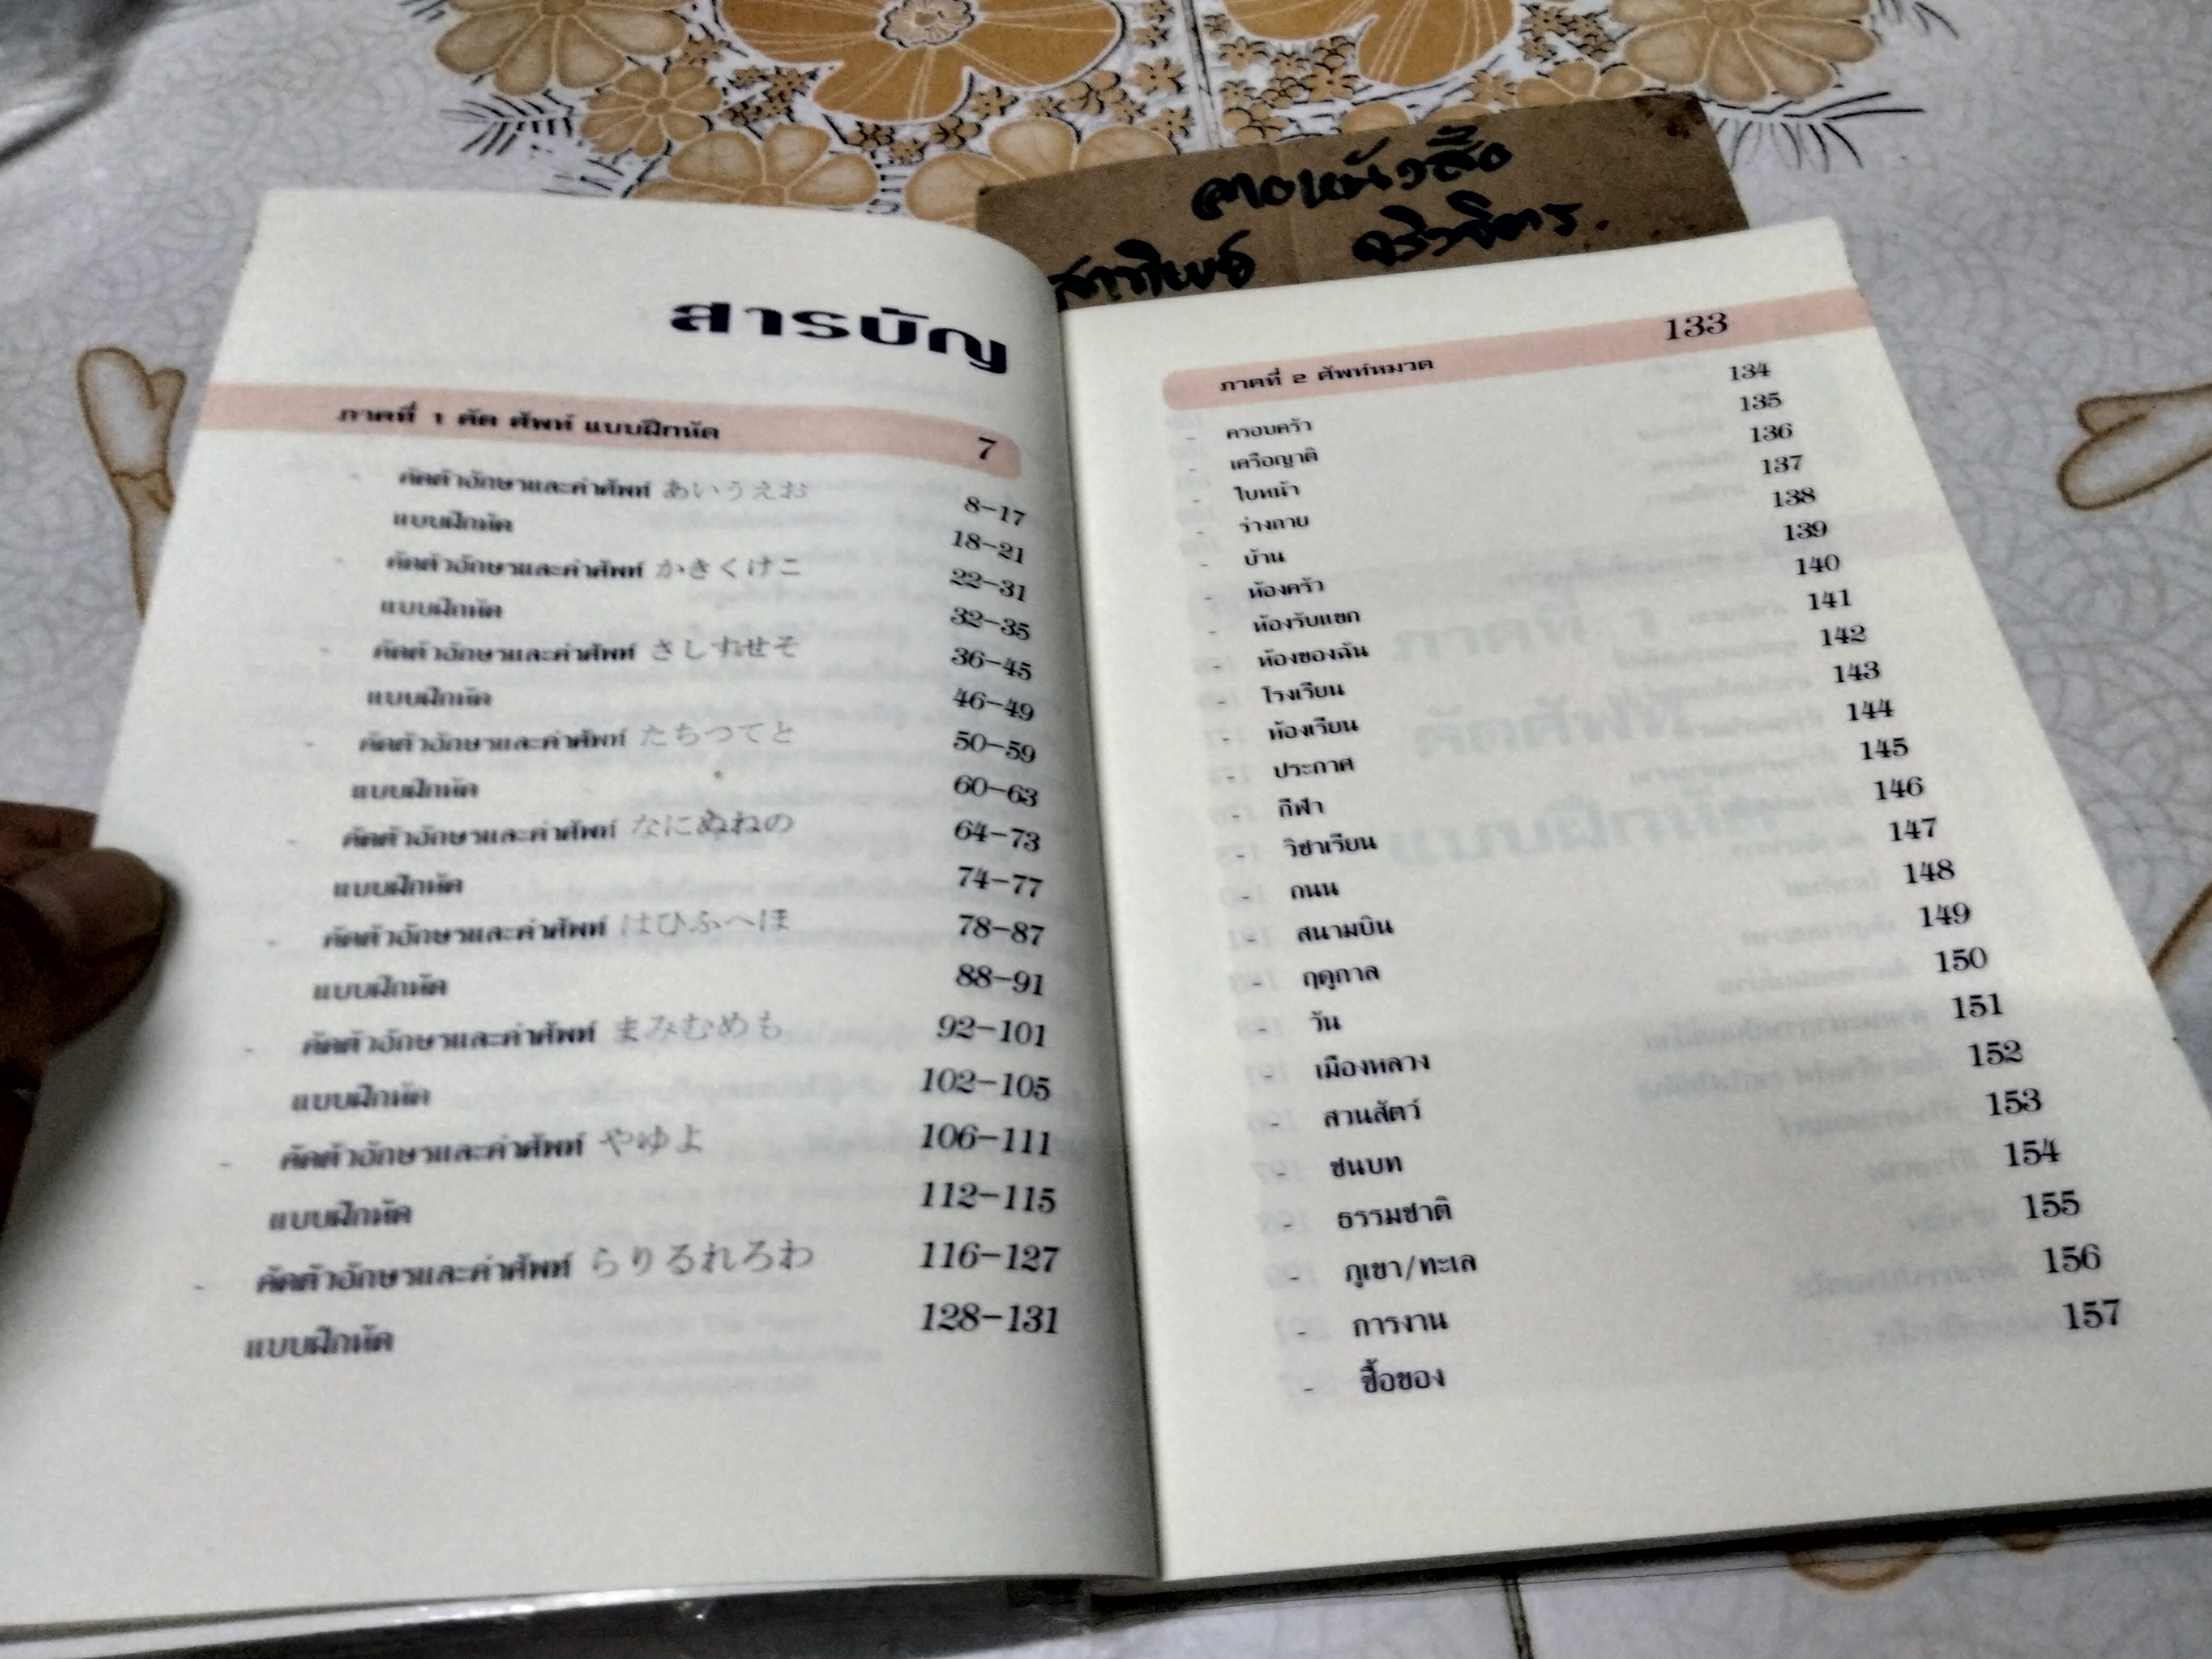 ขายหนังสือ
สารบัญ
ภาคที่ 1 คัด ศัพท์ แบบฝึกหัด 7
- คัดตัวอักษรและคำศัพท์ あいうえお 8-17
แบบฝึกหัด 18-21
- คัดตัวอักษรและคำศัพท์ かきくけこ 22-31
แบบฝึกหัด 32-35
- คัดตัวอักษรและคำศัพท์ さしすせそ 36-45
แบบฝึกหัด 46-49
- คัดตัวอักษรและคำศัพท์ たちつてと 50-59
แบบฝึกหัด 60-63
- คัดตัวอักษรและคำศัพท์ なにぬねの 64-73
แบบฝึกหัด 74-77
- คัดตัวอักษรและคำศัพท์ はひふへほ 78-87
แบบฝึกหัด 88-91
- คัดตัวอักษรและคำศัพท์ まみむめも 92-101
แบบฝึกหัด 102-105
- คัดตัวอักษรและคำศัพท์ やゆよ 106-111
แบบฝึกหัด 112-115
- คัดตัวอักษรและคำศัพท์ らりるれろわ 116-127
แบบฝึกหัด 128-131
ภาคที่ 2 ศัพท์หมวด 133
- ครอบครัว 134
- เครือญาติ 135
- ใบหน้า 136
- ร่างกาย 137
- บ้าน 138
- ห้องครัว 139
- ห้องรับแขก 140
- ห้องของฉัน 141
- โรงเรียน 142
- ห้องเรียน 143
- ประกาศ 144
- กีฬา 145
- วิชาเรียน 146
- ถนน 147
- สนามบิน 148
- ฤดูกาล 149
- วัน 150
- เมืองหลวง 151
- สวนสัตว์ 152
- ชนบท 153
- ธรรมชาติ 154
- ภูเขา/ทะเล 155
- การงาน 156
- ซื้อของ 157